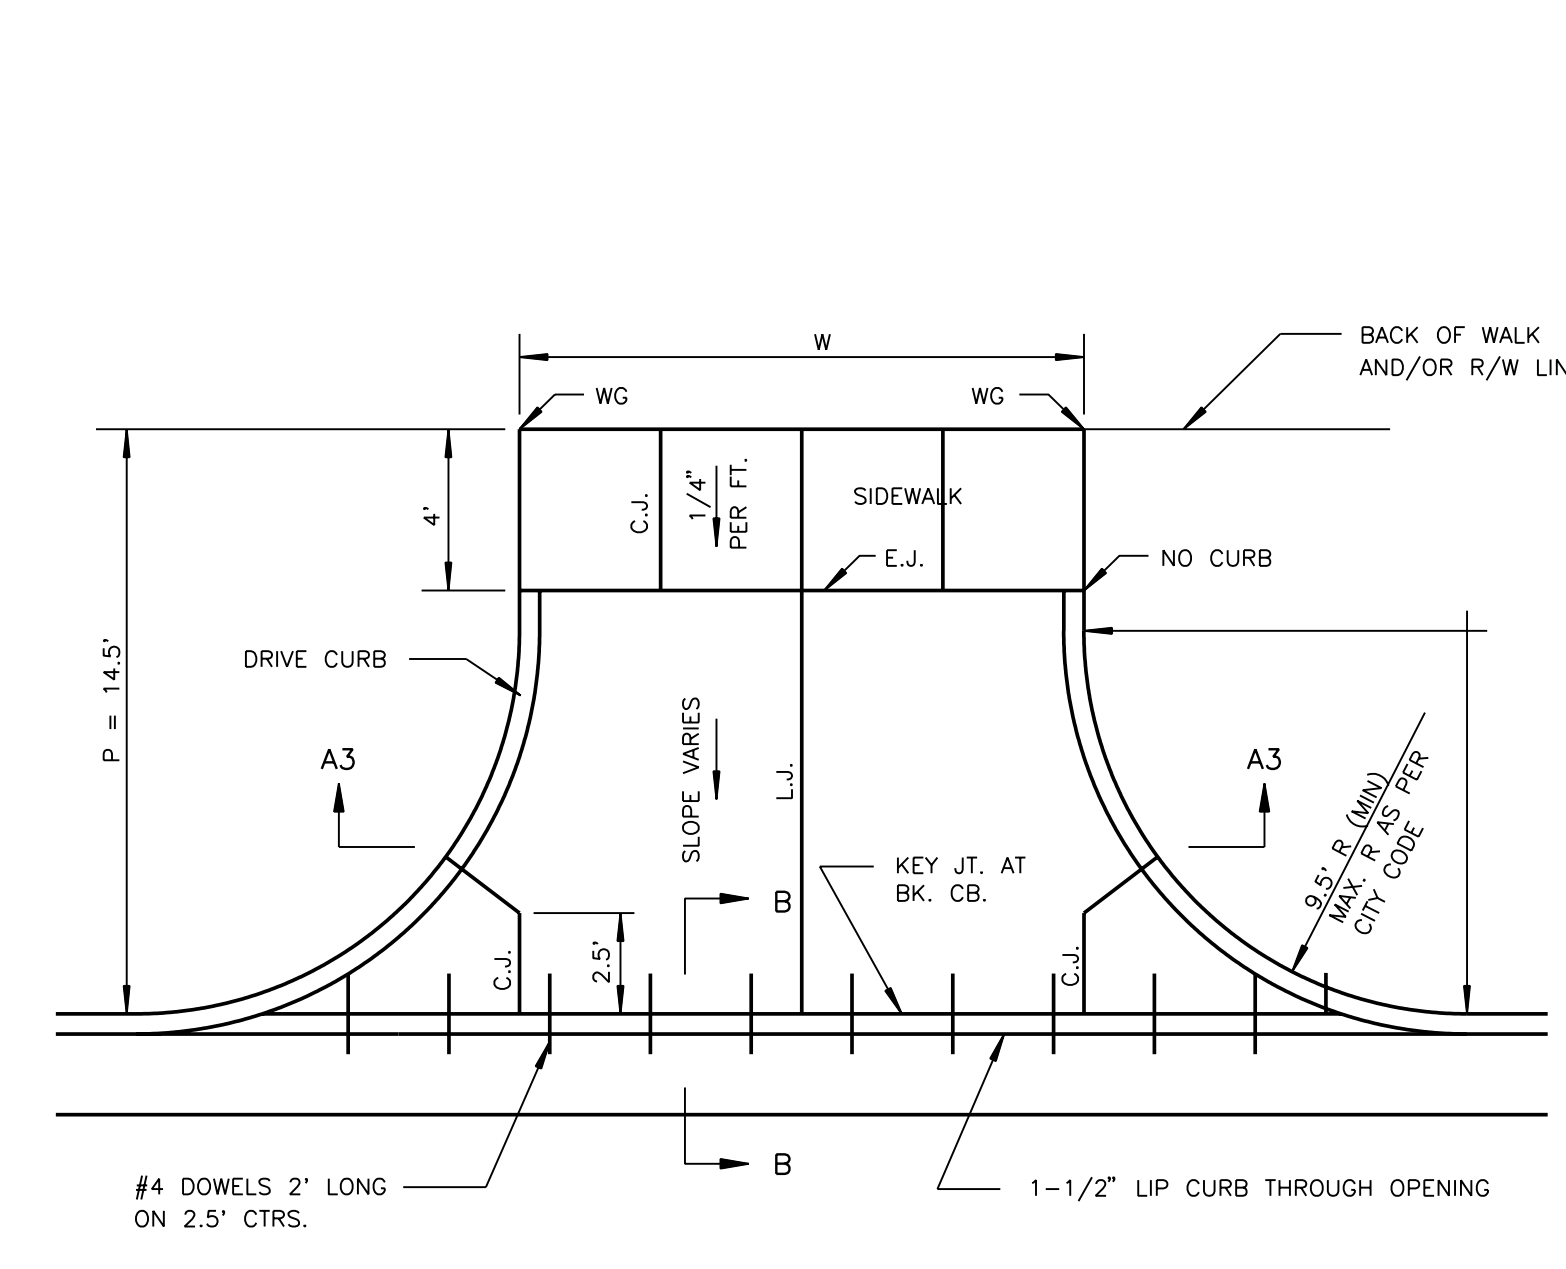 W
BACK OF WALK
AND/OR R/W LIN
WG
WG
4'
C.J.
1/4"
PER FT.
SIDEWALK
E.J.
NO CURB
P = 14.5'
DRIVE CURB
A3
SLOPE VARIES
L.J.
A3
9.5' R (MIN)
MAX. R AS PER
CITY CODE
KEY JT. AT
BK. CB.
B
C.J.
2.5'
C.J.
B
#4 DOWELS 2' LONG
ON 2.5' CTRS.
1-1/2" LIP CURB THROUGH OPENING